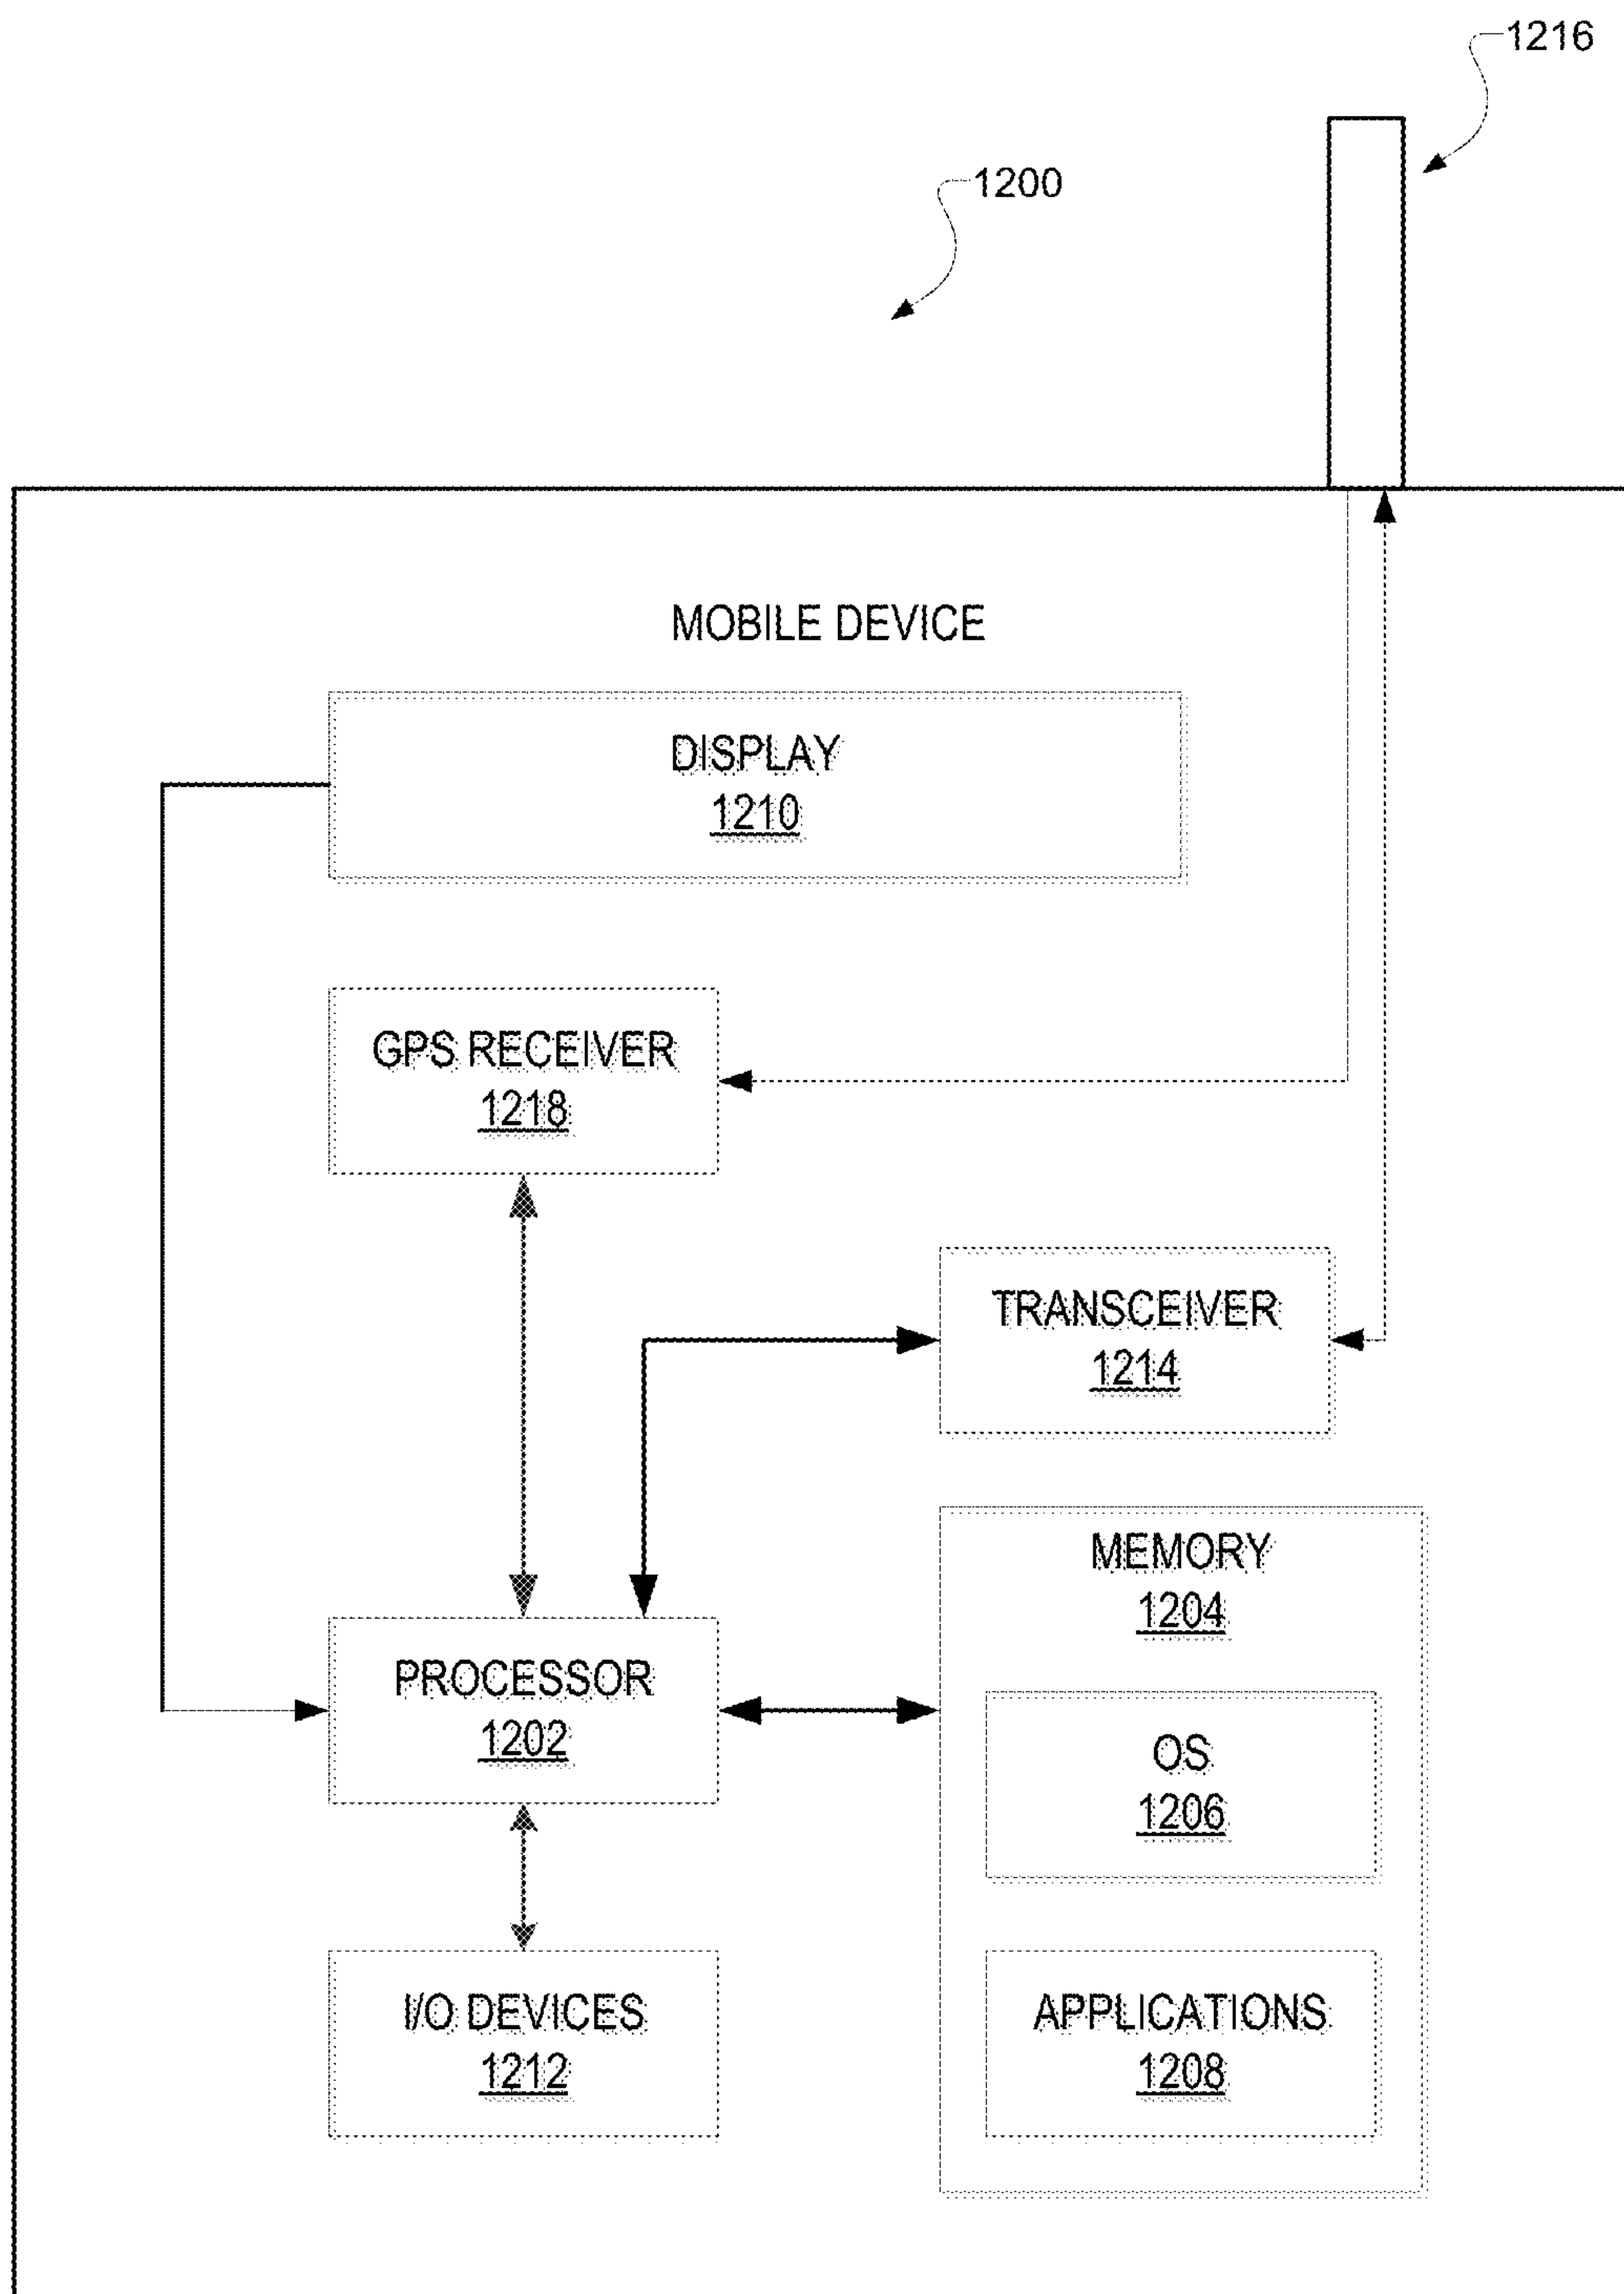 1216
1200
MOBILE DEVICE
DISPLAY
1210
GPS RECEIVER
1218
TRANSCEIVER
1214
MEMORY
1204
PROCESSOR
1202
OS
1206
I/O DEVICES
1212
APPLICATIONS
1208